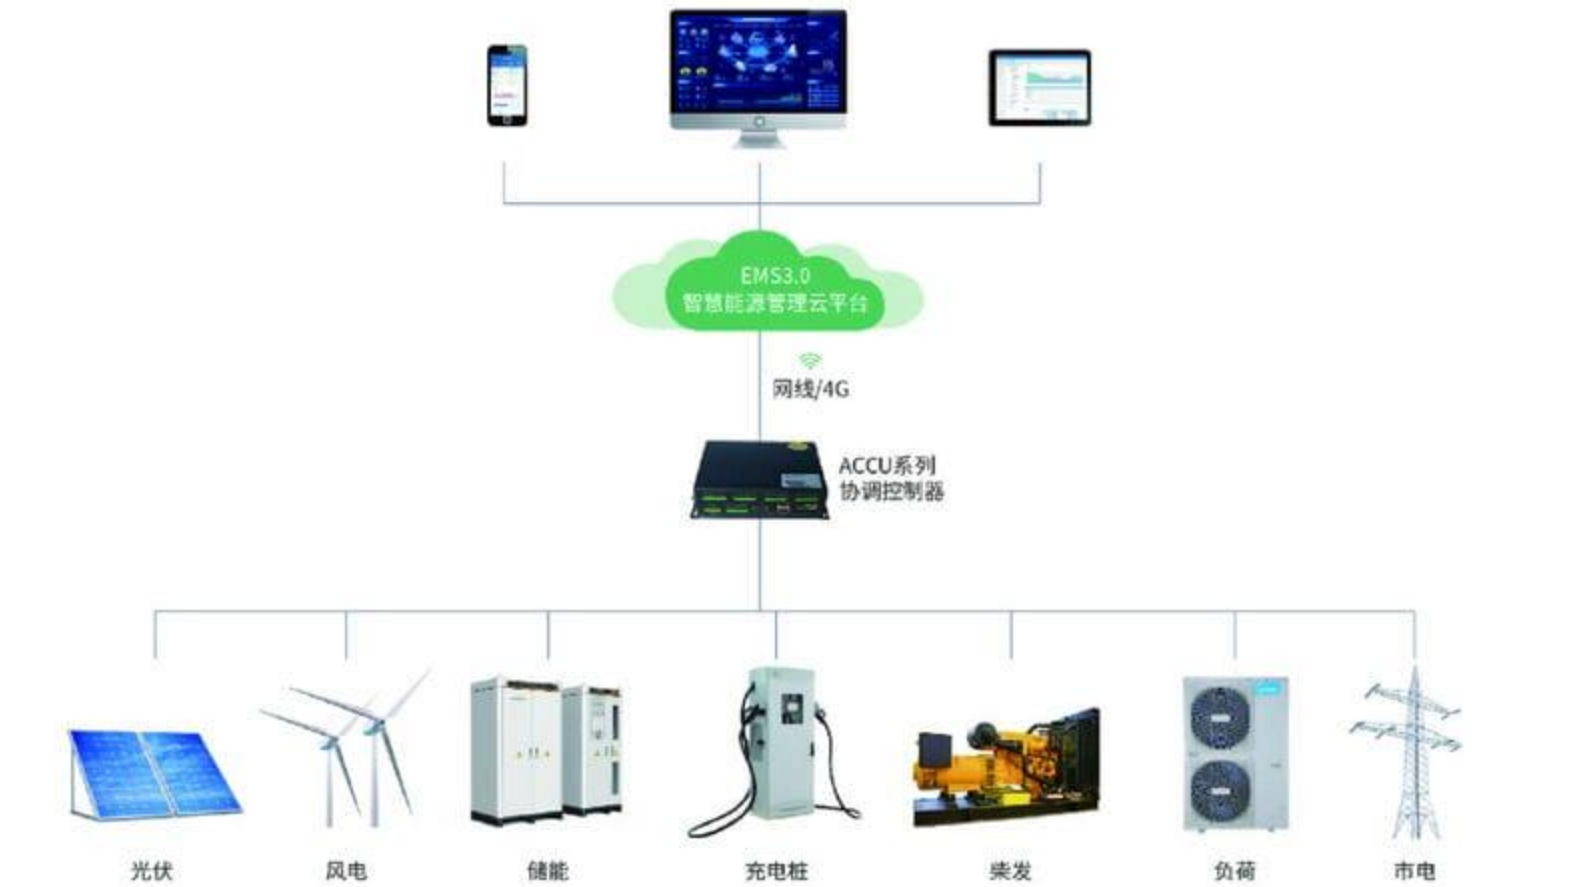 EMS3.0
智慧能源管理云平台
网线/4G
ACCU系列
协调控制器
光伏
风电
储能
充电桩
柴发
负荷
市电